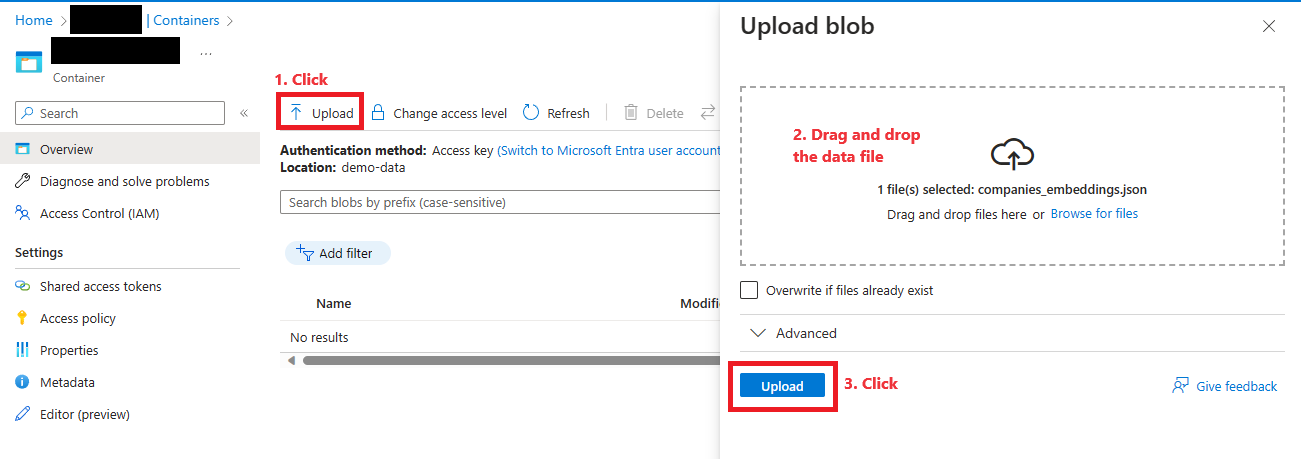 Home > | Containers >
...
Container
Search
«
Overview
Diagnose and solve problems
Access Control (IAM)
Settings
Shared access tokens
Access policy
Properties
Metadata
Editor (preview)
1. Click
Upload
Change access level
Refresh
Delete
Authentication method: Access key (Switch to Microsoft Entra user account
Location: demo-data
Search blobs by prefix (case-sensitive)
Add filter
Name
No results
Upload blob
2. Drag and drop
the data file
1 file(s) selected: companies_embeddings.json
Drag and drop files here or Browse for files
Overwrite if files already exist
Advanced
Upload
3. Click
Give feedback